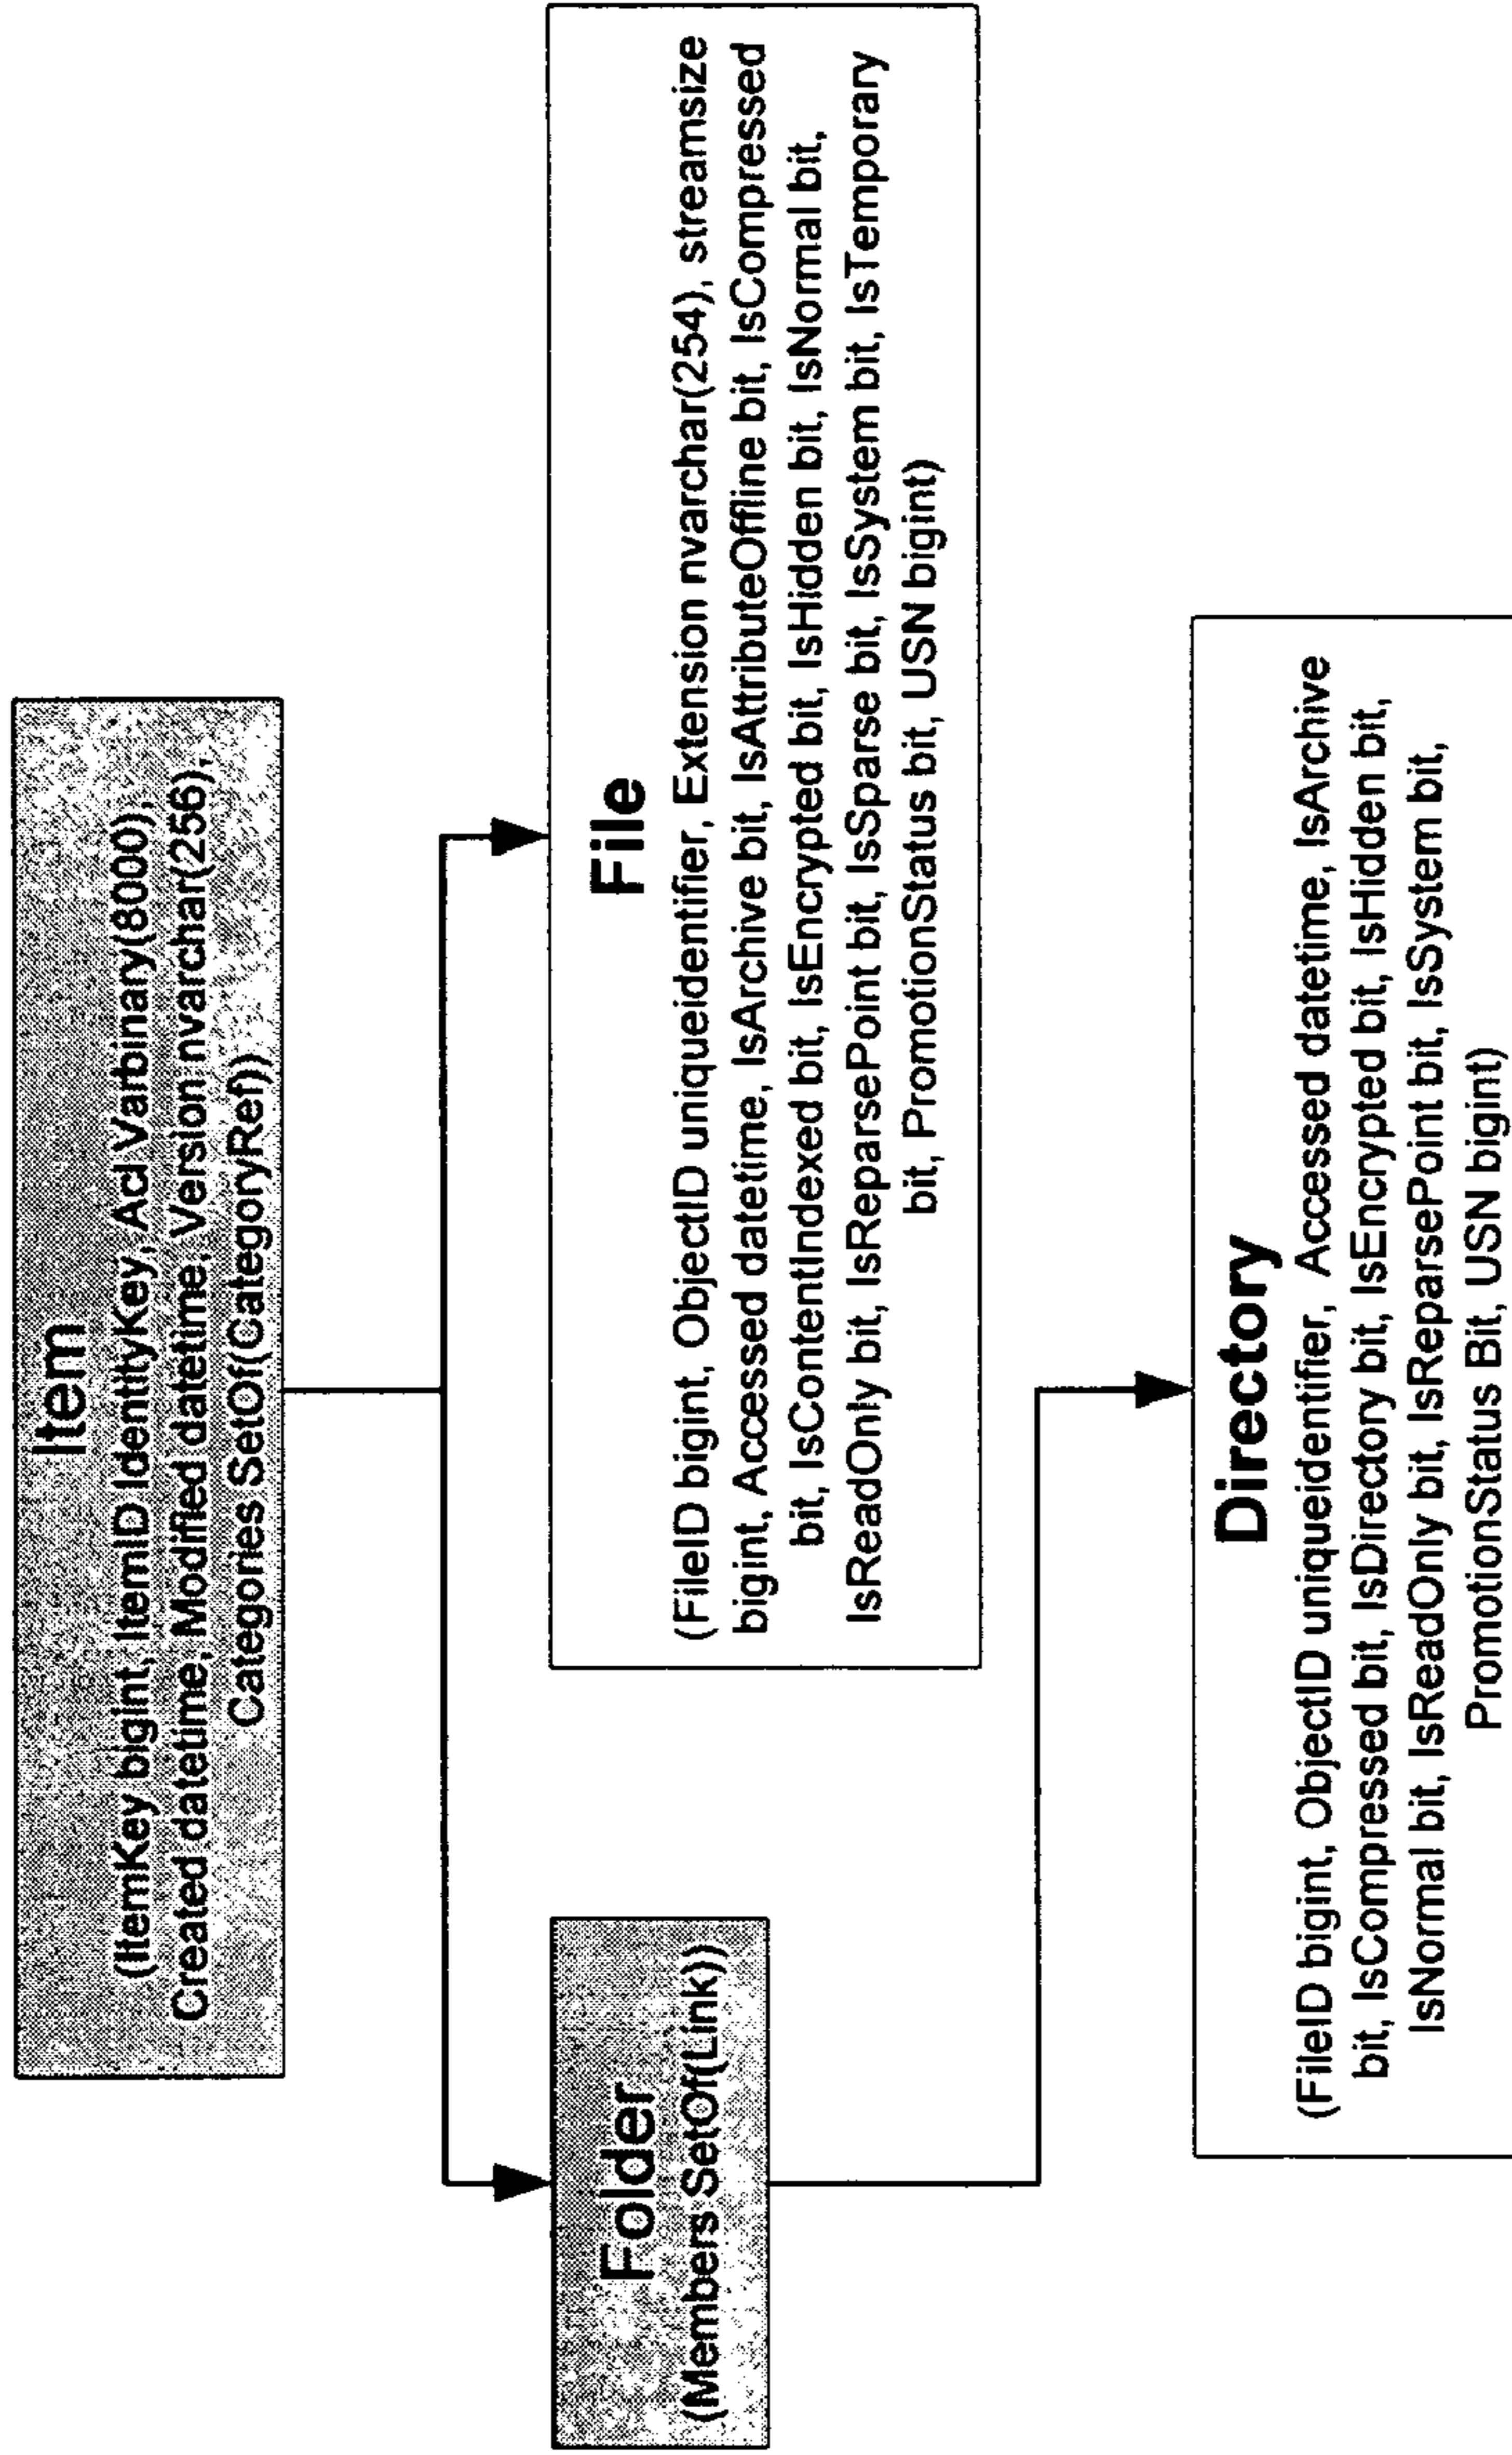 Item
(ItemKey bigint, ItemID IdentityKey, Acl Varbinary(8000),
Created datetime, Modified datetime, Version nvarchar(256),
Categories SetOf(CategoryRef))
Folder
(Members SetOf(Link))
File
(FileID bigint, ObjectID uniqueidentifier, Extension nvarchar(254), streamsize
bigint, Accessed datetime, IsArchive bit, IsAttributeOffline bit, IsCompressed
bit, IsContentIndexed bit, IsEncrypted bit, IsHidden bit, IsNormal bit,
IsReadOnly bit, IsReparsePoint bit, IsSparse bit, IsSystem bit, IsTemporary
bit, PromotionStatus bit, USN bigint)
Directory
(FileID bigint, ObjectID uniqueidentifier, Accessed datetime, IsArchive
bit, IsCompressed bit, IsDirectory bit, IsEncrypted bit, IsHidden bit,
IsNormal bit, IsReadOnly bit, IsReparsePoint bit, IsSystem bit,
PromotionStatus Bit, USN bigint)